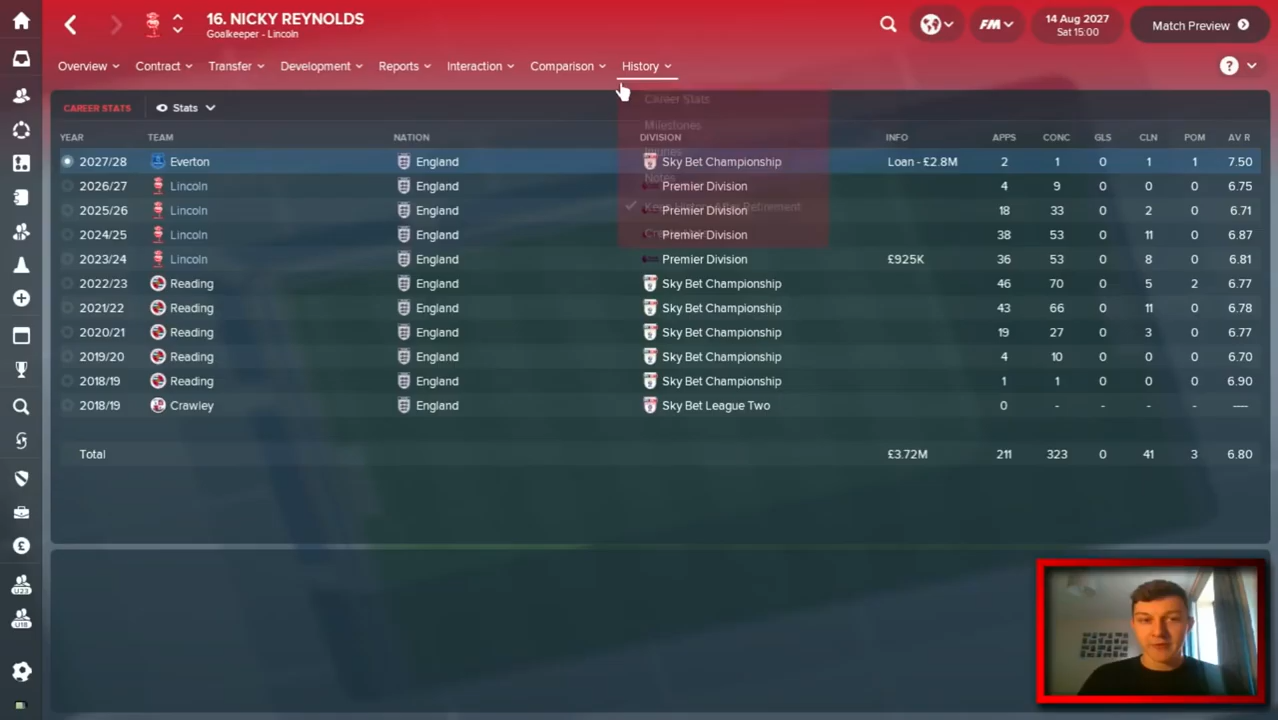 16. NICKY REYNOLDS
Goalkeeper - Lincoln
FM
14 Aug 2027
Sat 15:00
Match Preview
Overview
Contract
Transfer
Development
Reports
Interaction
Comparison
History
?
CAREER STATS
Stats
Career Stats
Milestones
Injuries
Notes
Keep History After Retirement
YEAR TEAM NATION DIVISION INFO APPS CONC GLS CLN POM AV R
2027/28 Everton England Sky Bet Championship Loan - £2.8M 2 1 0 1 1 7.50
2026/27 Lincoln England Premier Division 4 9 0 0 0 6.75
2025/26 Lincoln England Premier Division 18 33 0 2 0 6.71
2024/25 Lincoln England Premier Division 38 53 0 11 0 6.87
2023/24 Lincoln England Premier Division £925K 36 53 0 8 0 6.81
2022/23 Reading England Sky Bet Championship 46 70 0 5 2 6.77
2021/22 Reading England Sky Bet Championship 43 66 0 11 0 6.78
2020/21 Reading England Sky Bet Championship 19 27 0 3 0 6.77
2019/20 Reading England Sky Bet Championship 4 10 0 0 0 6.70
2018/19 Reading England Sky Bet Championship 1 1 0 0 0 6.90
2018/19 Crawley England Sky Bet League Two 0 - - - - ---
Total £3.72M 211 323 0 41 3 6.80
U23
U18